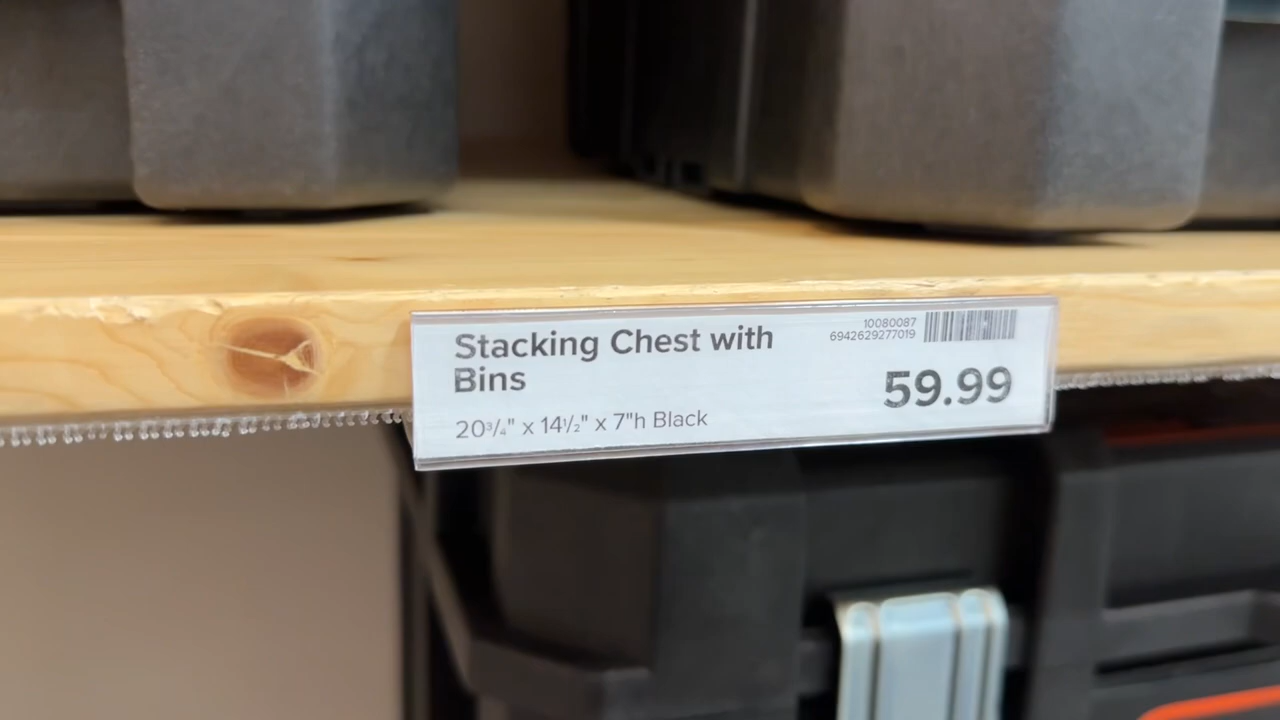 Stacking Chest with
Bins
20³/₄" x 14¹/₂" x 7"h Black
10080087
6942629277019
59.99